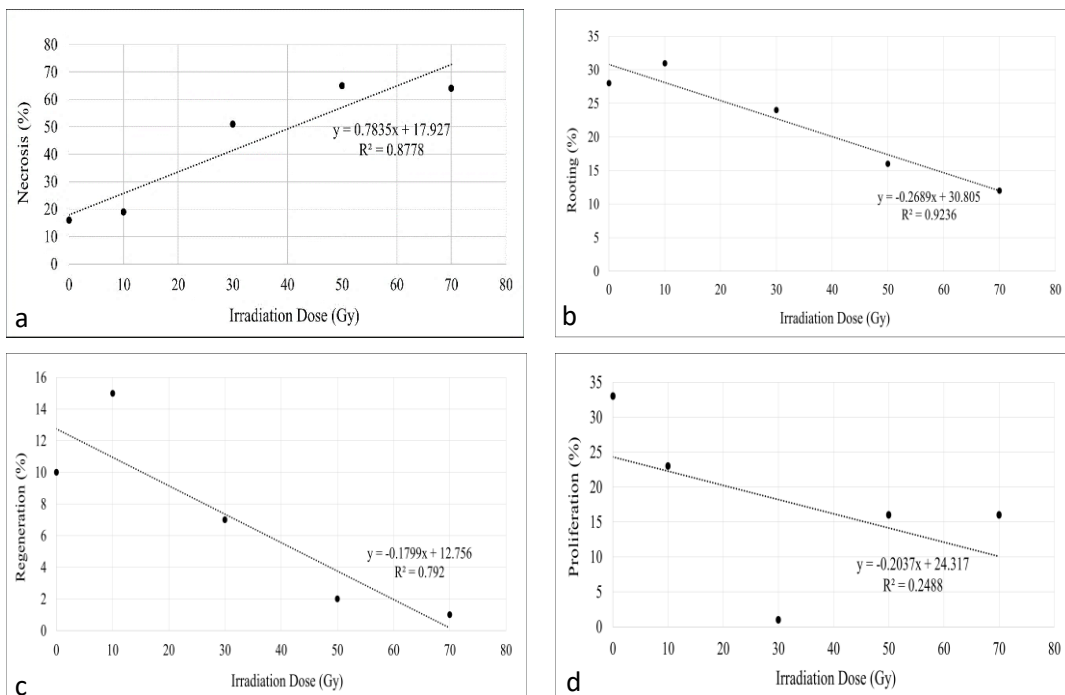 80
70
60
50
40
30
20
10
0
Necrosis (%)
y = 0.7835x + 17.927
R² = 0.8778
0 10 20 30 40 50 60 70 80
Irradiation Dose (Gy)
a
35
30
25
20
15
10
5
0
Rooting (%)
y = -0.2689x + 30.805
R² = 0.9236
0 10 20 30 40 50 60 70 80
Irradiation Dose (Gy)
b
16
14
12
10
8
6
4
2
0
Regeneration (%)
y = -0.1799x + 12.756
R² = 0.792
0 10 20 30 40 50 60 70 80
Irradiation Dose (Gy)
c
35
30
25
20
15
10
5
0
Proliferation (%)
y = -0.2037x + 24.317
R² = 0.2488
0 10 20 30 40 50 60 70 80
Irradiation Dose (Gy)
d